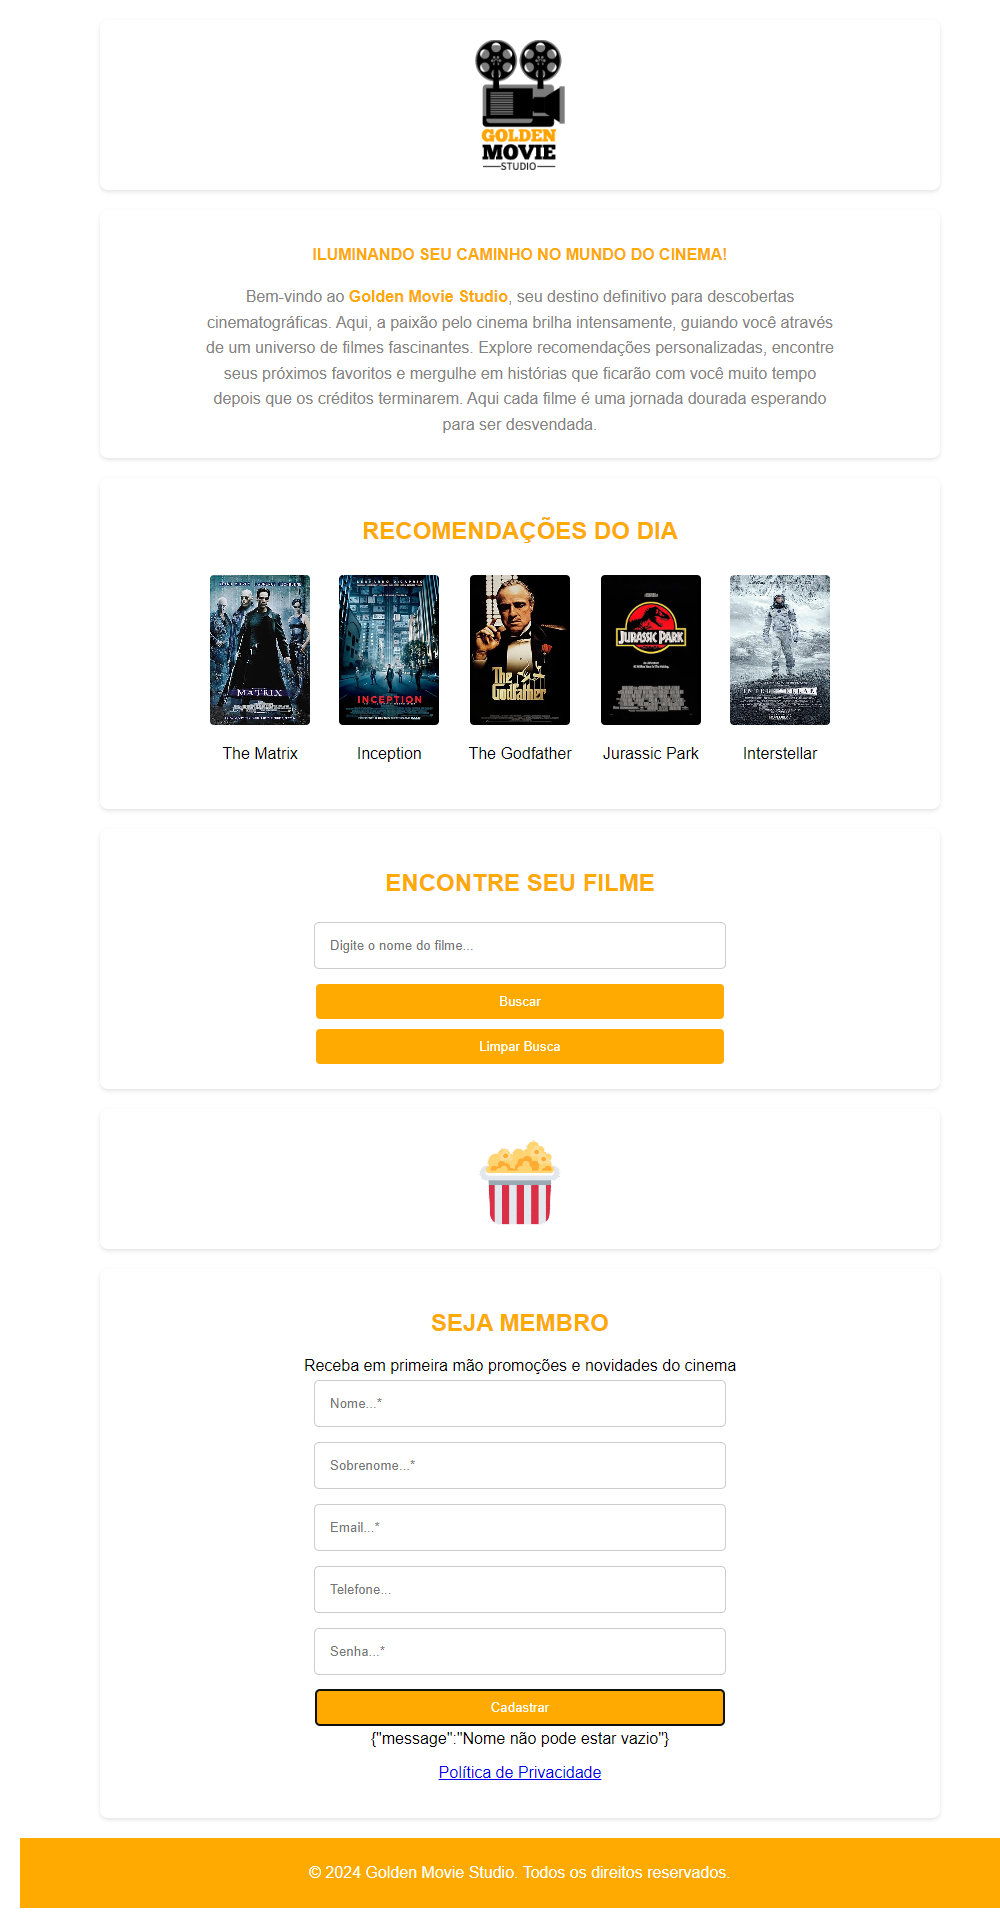 GOLDEN
MOVIE
STUDIO
ILUMINANDO SEU CAMINHO NO MUNDO DO CINEMA!
Bem-vindo ao Golden Movie Studio, seu destino definitivo para descobertas
cinematográficas. Aqui, a paixão pelo cinema brilha intensamente, guiando você através
de um universo de filmes fascinantes. Explore recomendações personalizadas, encontre
seus próximos favoritos e mergulhe em histórias que ficarão com você muito tempo
depois que os créditos terminarem. Aqui cada filme é uma jornada dourada esperando
para ser desvendada.
RECOMENDAÇÕES DO DIA
MATRIX
INCEPTION
The Godfather
JURASSIC PARK
INTERSTELLAR
The Matrix
Inception
The Godfather
Jurassic Park
Interstellar
ENCONTRE SEU FILME
Digite o nome do filme...
Buscar
Limpar Busca
SEJA MEMBRO
Receba em primeira mão promoções e novidades do cinema
Nome...*
Sobrenome...*
Email...*
Telefone...
Senha...*
Cadastrar
{"message":"Nome não pode estar vazio"}
Política de Privacidade
© 2024 Golden Movie Studio. Todos os direitos reservados.